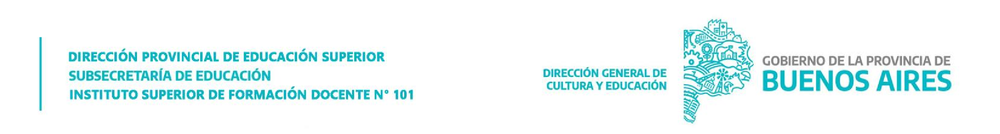 DIRECCIÓN PROVINCIAL DE EDUCACIÓN SUPERIOR
SUBSECRETARÍA DE EDUCACIÓN
INSTITUTO SUPERIOR DE FORMACIÓN DOCENTE N° 101
DIRECCIÓN GENERAL DE
CULTURA Y EDUCACIÓN
GOBIERNO DE LA PROVINCIA DE
BUENOS AIRES